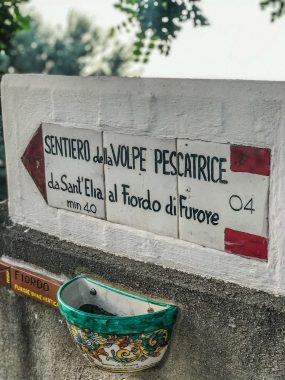 SENTIERO della VOLPE PESCATRICE
da Sant'Elia al Fiordo di Furore
min 40
04
FIORDO